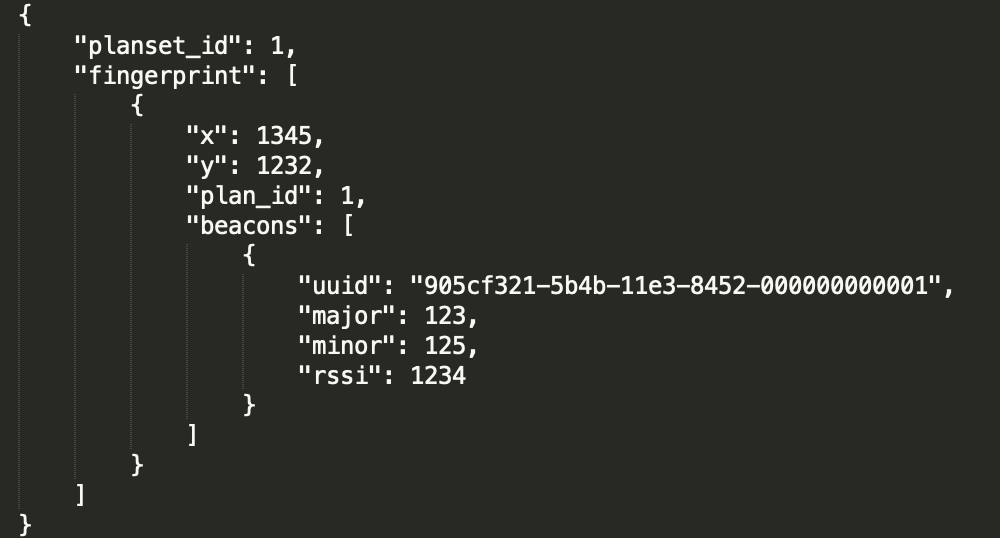 {
    "planset_id": 1,
    "fingerprint": [
        {
            "x": 1345,
            "y": 1232,
            "plan_id": 1,
            "beacons": [
                {
                    "uuid": "905cf321-5b4b-11e3-8452-000000000001",
                    "major": 123,
                    "minor": 125,
                    "rssi": 1234
                }
            ]
        }
    ]
}